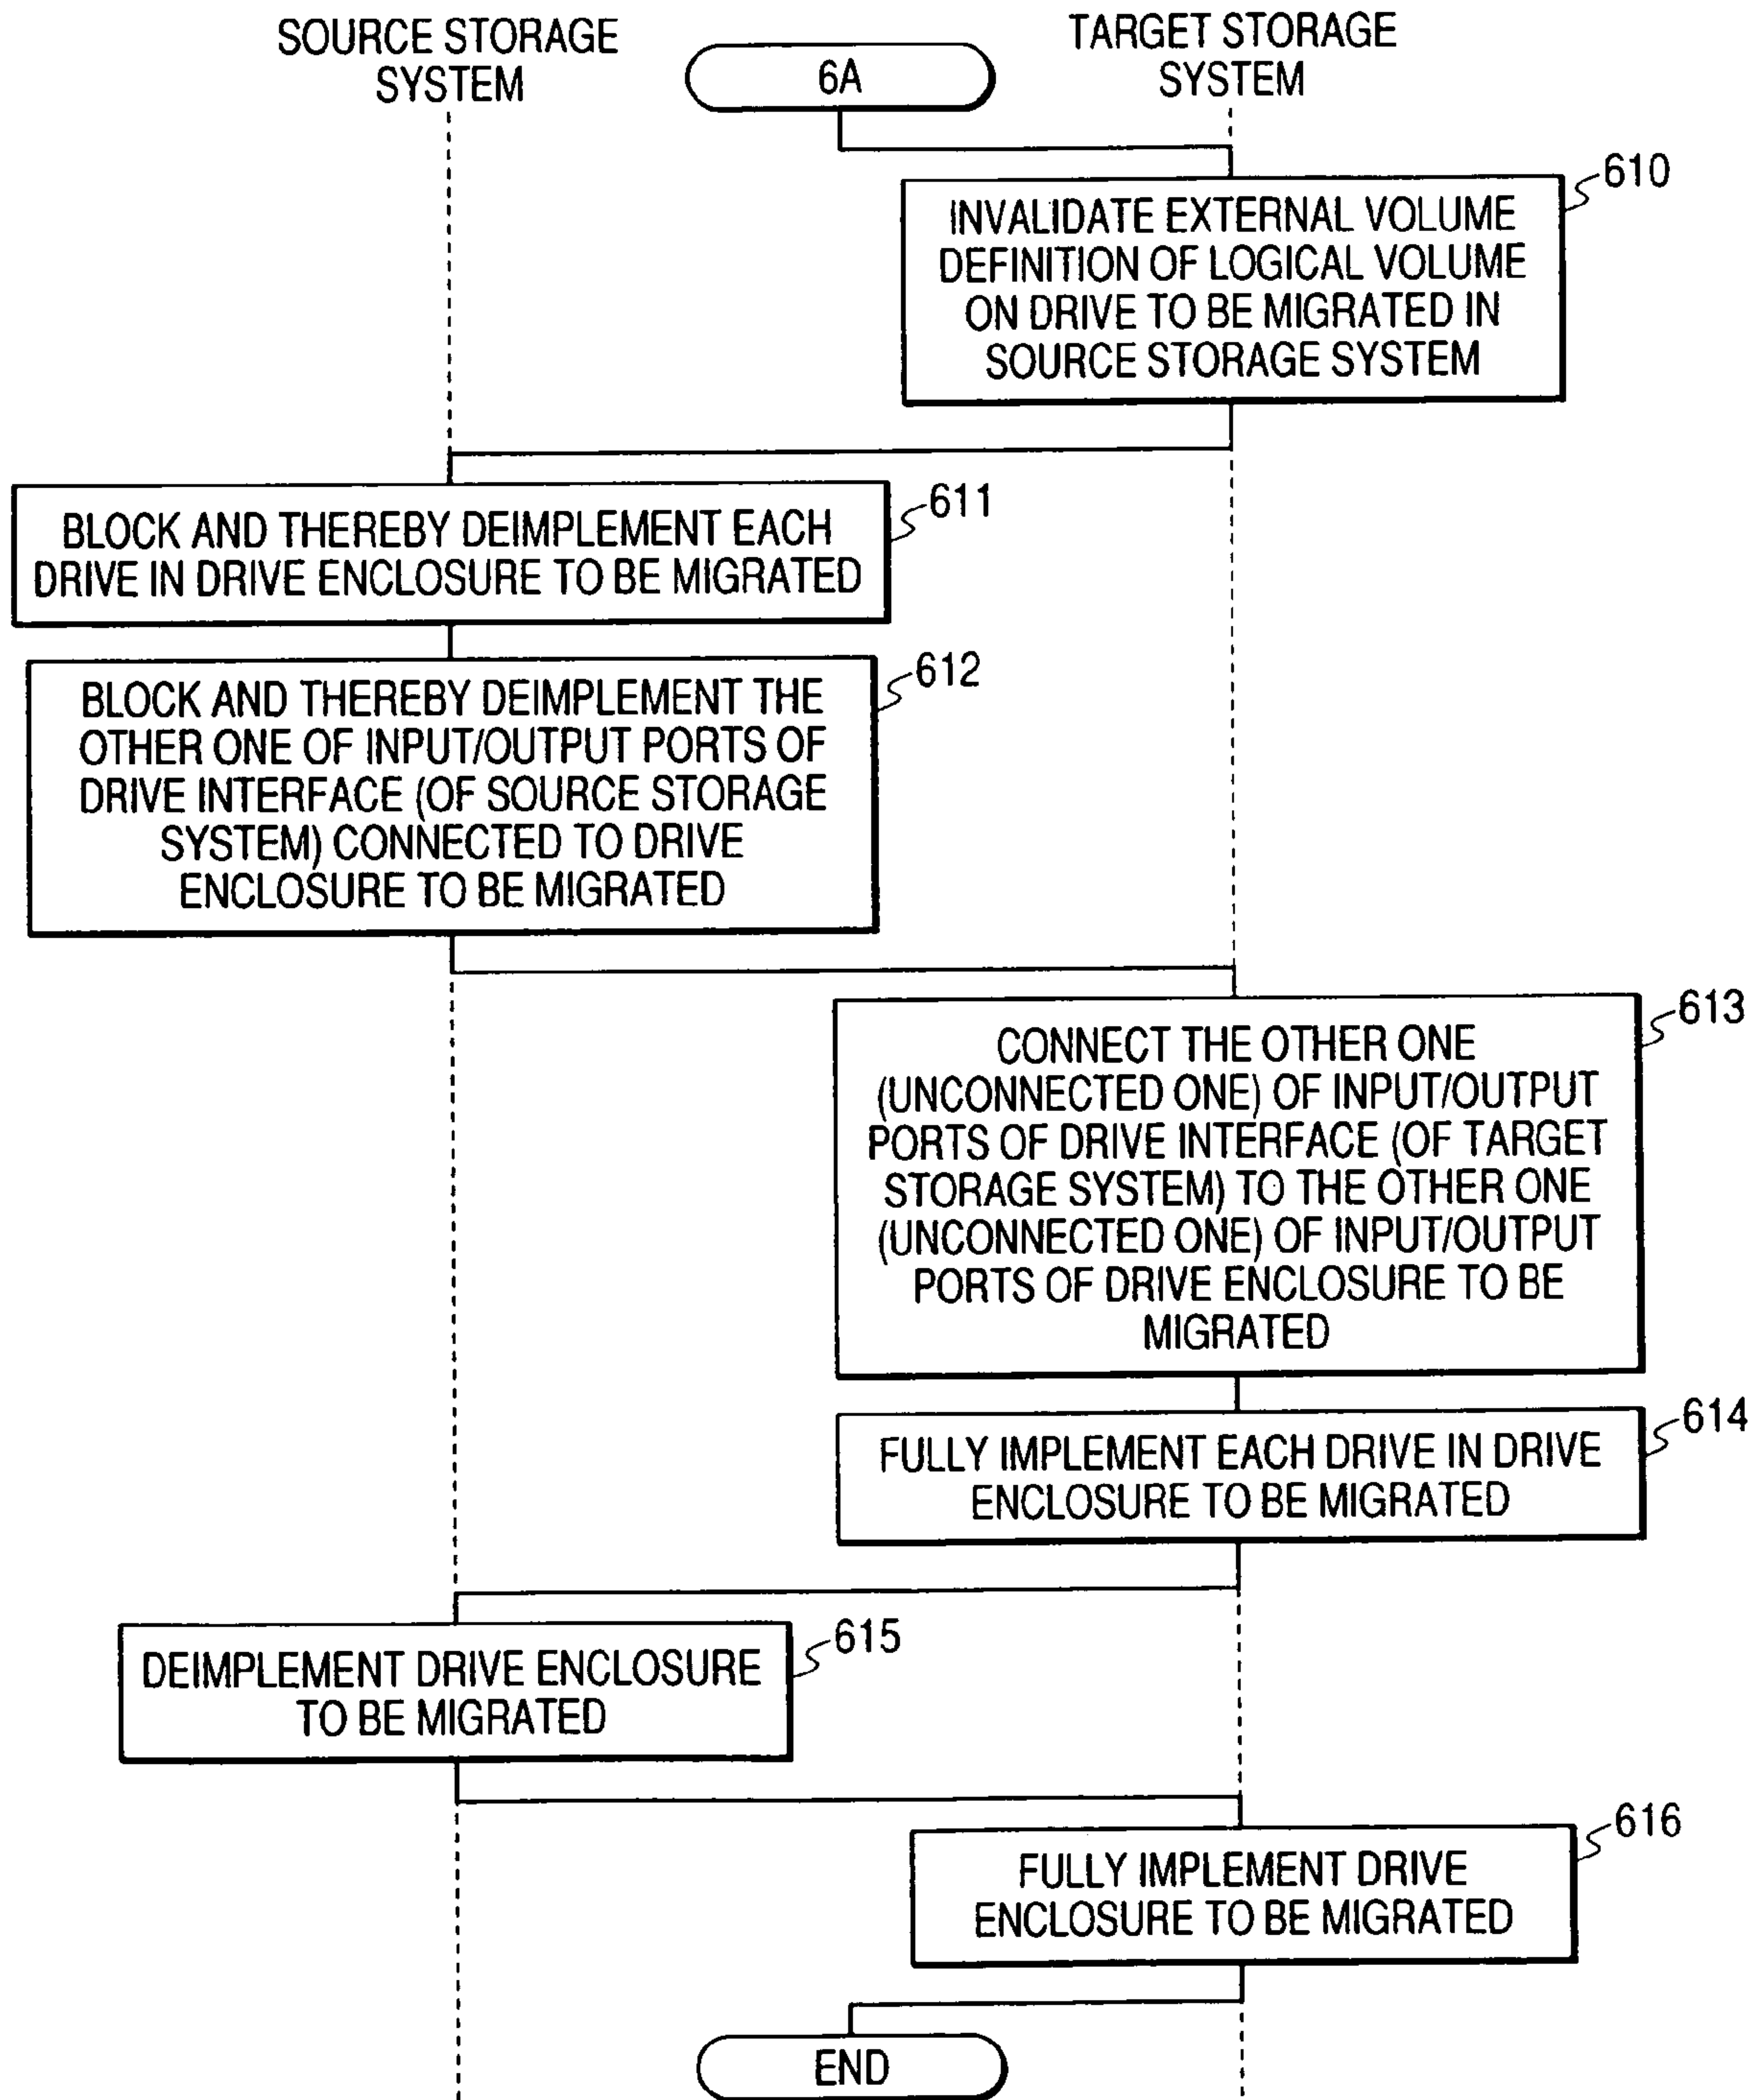 SOURCE STORAGE
SYSTEM
6A
TARGET STORAGE
SYSTEM
610
INVALIDATE EXTERNAL VOLUME
DEFINITION OF LOGICAL VOLUME
ON DRIVE TO BE MIGRATED IN
SOURCE STORAGE SYSTEM
611
BLOCK AND THEREBY DEIMPLEMENT EACH
DRIVE IN DRIVE ENCLOSURE TO BE MIGRATED
612
BLOCK AND THEREBY DEIMPLEMENT THE
OTHER ONE OF INPUT/OUTPUT PORTS OF
DRIVE INTERFACE (OF SOURCE STORAGE
SYSTEM) CONNECTED TO DRIVE
ENCLOSURE TO BE MIGRATED
613
CONNECT THE OTHER ONE
(UNCONNECTED ONE) OF INPUT/OUTPUT
PORTS OF DRIVE INTERFACE (OF TARGET
STORAGE SYSTEM) TO THE OTHER ONE
(UNCONNECTED ONE) OF INPUT/OUTPUT
PORTS OF DRIVE ENCLOSURE TO BE
MIGRATED
614
FULLY IMPLEMENT EACH DRIVE IN DRIVE
ENCLOSURE TO BE MIGRATED
615
DEIMPLEMENT DRIVE ENCLOSURE
TO BE MIGRATED
616
FULLY IMPLEMENT DRIVE
ENCLOSURE TO BE MIGRATED
END